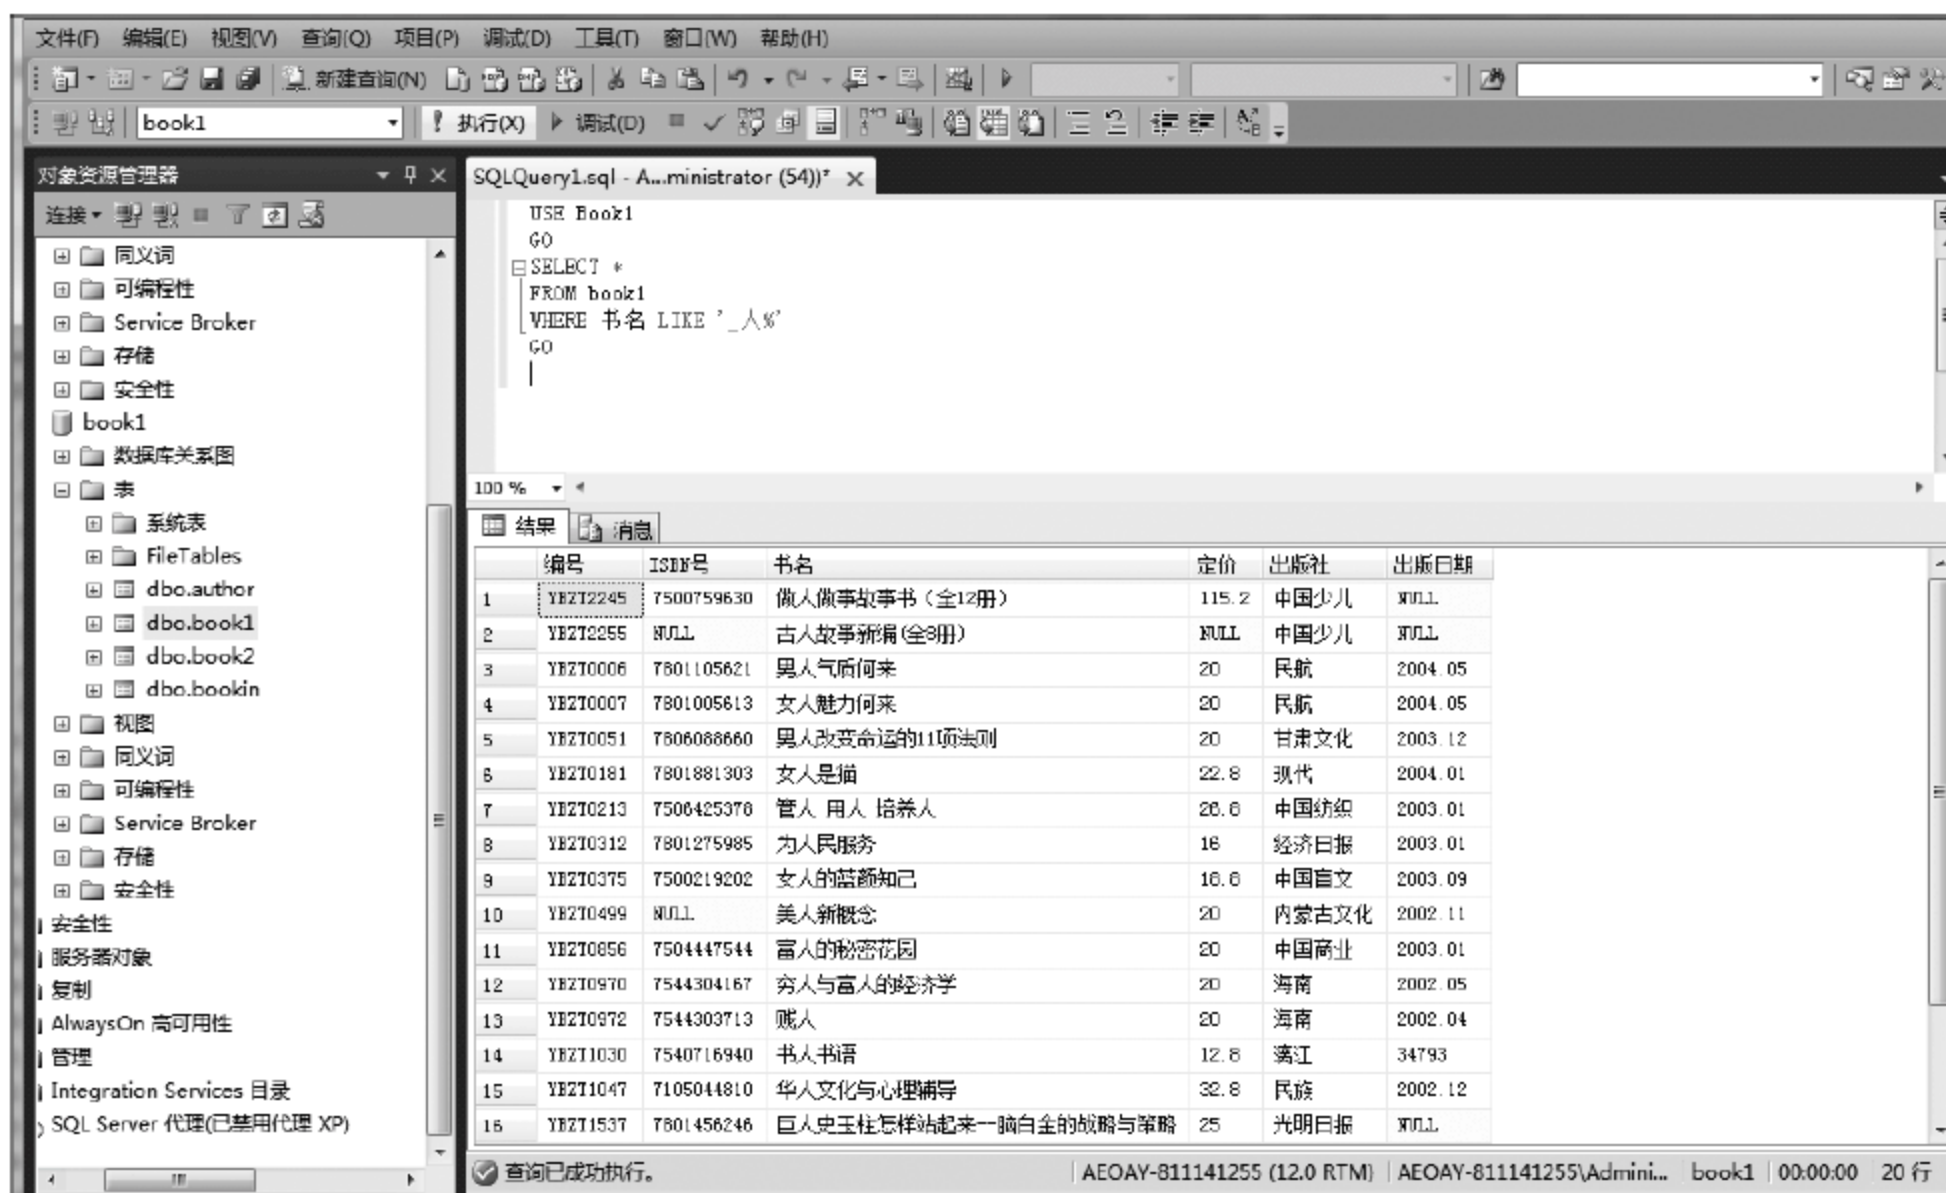 文件(F) 编辑(E) 视图(V) 查询(Q) 项目(P) 调试(D) 工具(T) 窗口(W) 帮助(H)
新建查询(N)
book1 执行(X) 调试(D)
对象资源管理器
连接
同义词
可编程性
Service Broker
存储
安全性
book1
数据库关系图
表
系统表
FileTables
dbo.author
dbo.book1
dbo.book2
dbo.bookin
视图
同义词
可编程性
Service Broker
存储
安全性
安全性
服务器对象
复制
AlwaysOn 高可用性
管理
Integration Services 目录
SQL Server 代理(已禁用代理 XP)
SQLQuery1.sql - A...ministrator (54))*
USE Book1
GO
SELECT *
FROM book1
WHERE 书名 LIKE '_人%'
GO
100 %
结果 消息
编号 ISBN号 书名 定价 出版社 出版日期
1 YBZT2245 7500759630 做人做事故事书（全12册） 115.2 中国少儿 NULL
2 YBZT2255 NULL 古人故事新编(全8册) NULL 中国少儿 NULL
3 YBZT0006 7801105621 男人气质何来 20 民航 2004.05
4 YBZT0007 7801005613 女人魅力何来 20 民航 2004.05
5 YBZT0051 7806088660 男人改变命运的11项法则 20 甘肃文化 2003.12
6 YBZT0181 7801881303 女人是猫 22.8 现代 2004.01
7 YBZT0213 7506425378 管人 用人 培养人 26.8 中国纺织 2003.01
8 YBZT0312 7801275985 为人民服务 16 经济日报 2003.01
9 YBZT0375 7500219202 女人的蓝颜知己 18.8 中国盲文 2003.09
10 YBZT0499 NULL 美人新概念 20 内蒙古文化 2002.11
11 YBZT0856 7504447544 富人的秘密花园 20 中国商业 2003.01
12 YBZT0970 7544304167 穷人与富人的经济学 20 海南 2002.05
13 YBZT0972 7544303713 贱人 20 海南 2002.04
14 YBZT1030 7540716940 书人书语 12.8 漓江 34793
15 YBZT1047 7105044810 华人文化与心理辅导 32.8 民族 2002.12
16 YBZT1537 7801456246 巨人史玉柱怎样站起来--脑白金的战略与策略 25 光明日报 NULL
查询已成功执行。 AEOAY-811141255 (12.0 RTM) AEOAY-811141255\Admini... book1 00:00:00 20 行